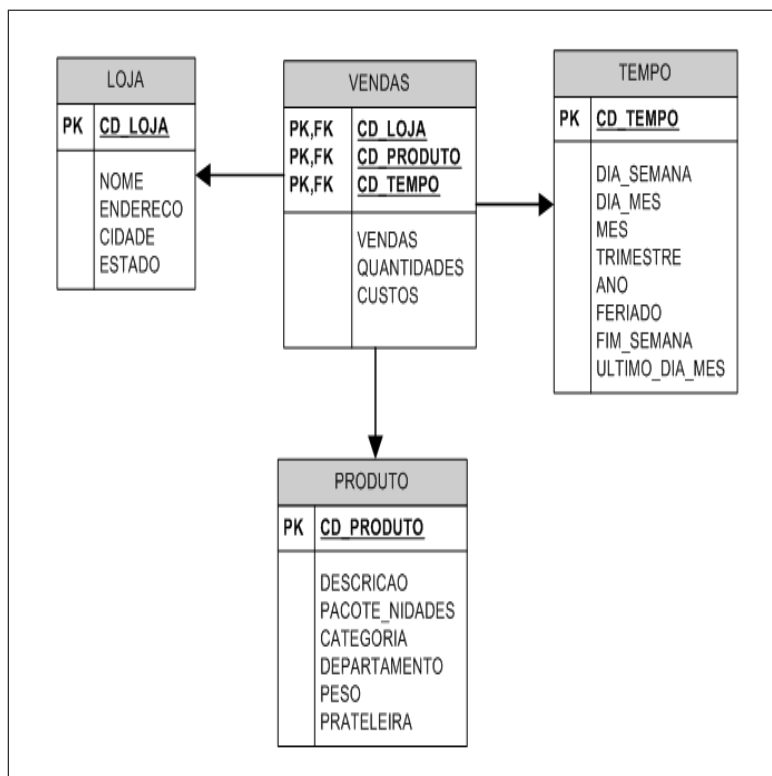 LOJA
PK CD_LOJA
NOME
ENDERECO
CIDADE
ESTADO
VENDAS
PK,FK CD_LOJA
PK,FK CD_PRODUTO
PK,FK CD_TEMPO
VENDAS
QUANTIDADES
CUSTOS
TEMPO
PK CD_TEMPO
DIA_SEMANA
DIA_MES
MES
TRIMESTRE
ANO
FERIADO
FIM_SEMANA
ULTIMO_DIA_MES
PRODUTO
PK CD_PRODUTO
DESCRICAO
PACOTE_NIDADES
CATEGORIA
DEPARTAMENTO
PESO
PRATELEIRA